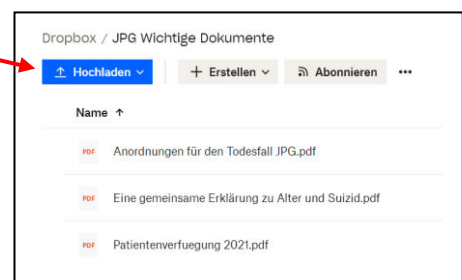 Dropbox / JPG Wichtige Dokumente
Hochladen + Erstellen Abonnieren •••
Name ↑
PDF Anordnungen für den Todesfall JPG.pdf
PDF Eine gemeinsame Erklärung zu Alter und Suizid.pdf
PDF Patientenverfuegung 2021.pdf